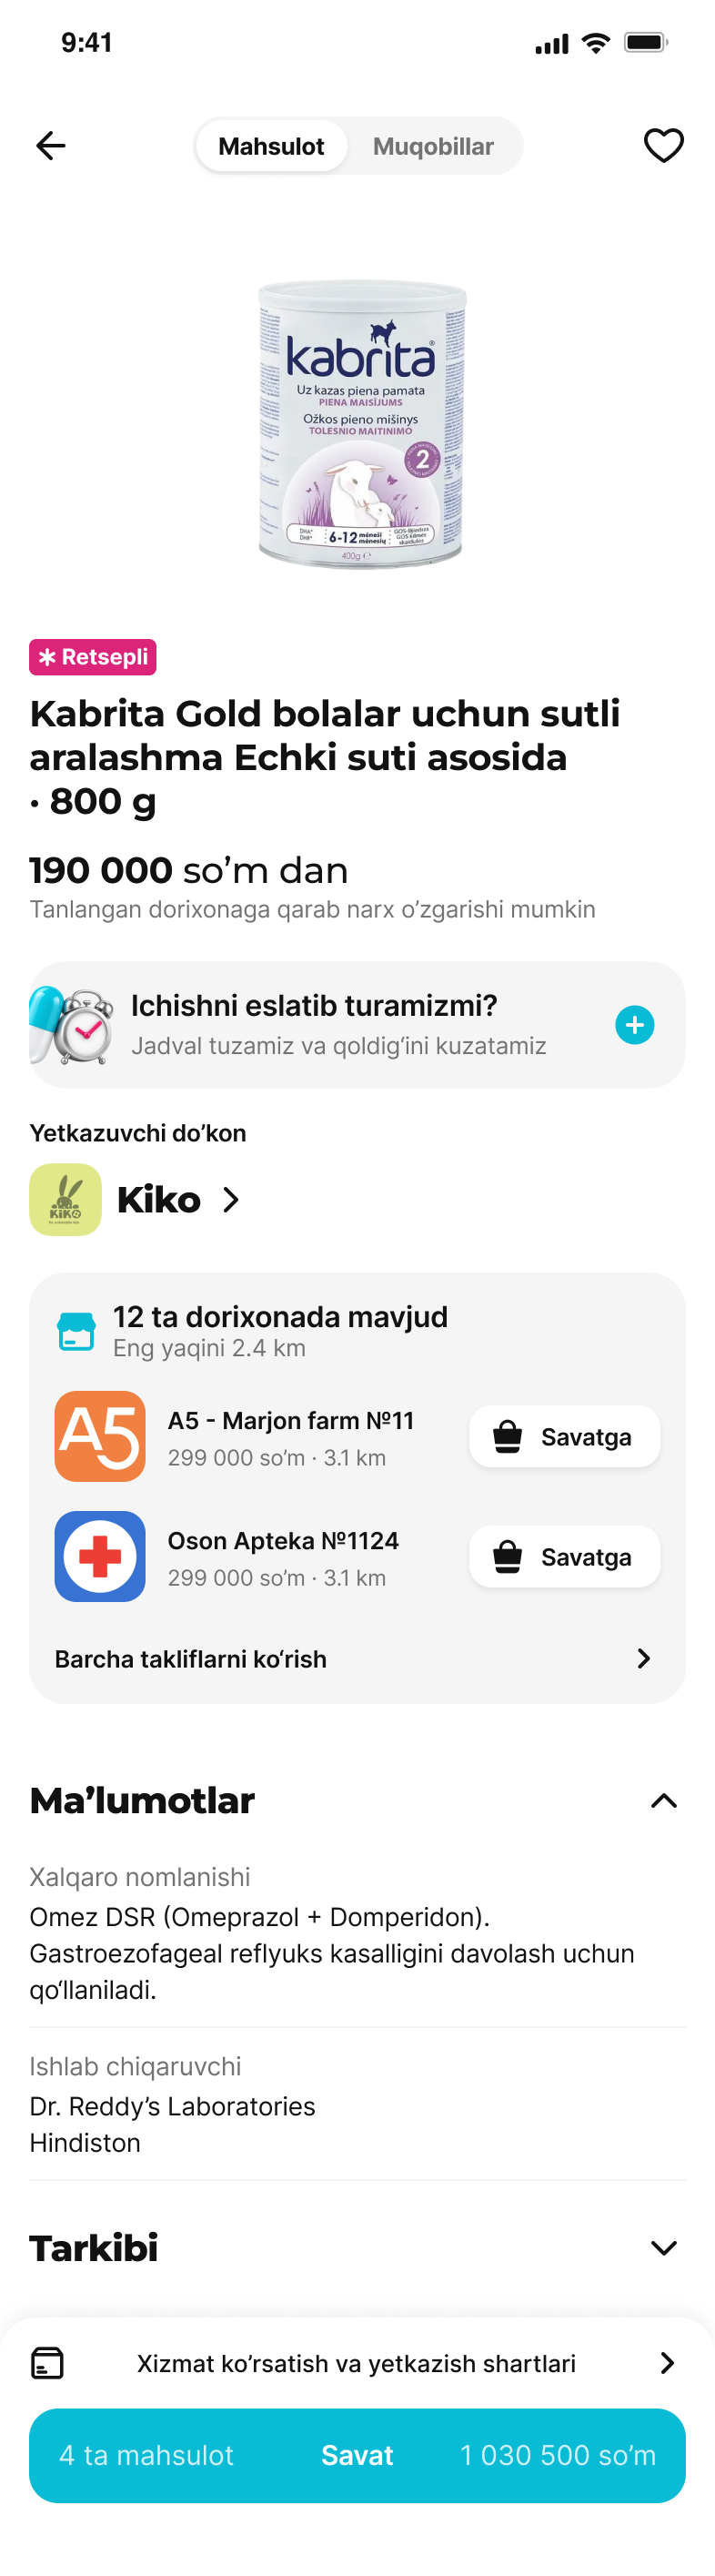 9:41
Mahsulot
Muqobillar
kabrita
Uz kazas piena pamata
PIENA MAISĪJUMS
Ožkos pieno mišinys
TOLESNIO MAITINIMO
2
DHA*
DHR*
6-12 mēneši
mėnesių
400g ℮
Retsepli
Kabrita Gold bolalar uchun sutli
aralashma Echki suti asosida
· 800 g
190 000 so’m dan
Tanlangan dorixonaga qarab narx o’zgarishi mumkin
Ichishni eslatib turamizmi?
Jadval tuzamiz va qoldig‘ini kuzatamiz
Yetkazuvchi do’kon
KiKO
Kiko
12 ta dorixonada mavjud
Eng yaqini 2.4 km
A5
A5 - Marjon farm №11
299 000 so’m · 3.1 km
Savatga
Oson Apteka №1124
299 000 so’m · 3.1 km
Savatga
Barcha takliflarni ko‘rish
Ma’lumotlar
Xalqaro nomlanishi
Omez DSR (Omeprazol + Domperidon).
Gastroezofageal reflyuks kasalligini davolash uchun
qo‘llaniladi.
Ishlab chiqaruvchi
Dr. Reddy’s Laboratories
Hindiston
Tarkibi
Xizmat ko’rsatish va yetkazish shartlari
4 ta mahsulot
Savat
1 030 500 so’m